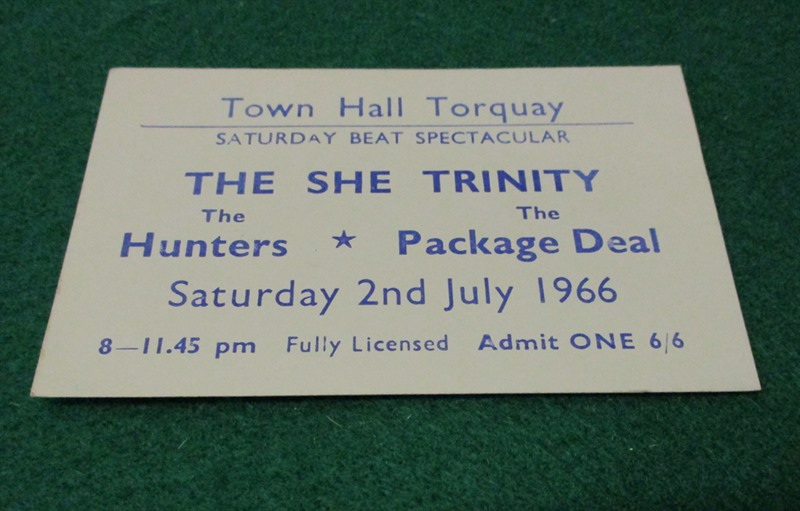 Town Hall Torquay
SATURDAY BEAT SPECTACULAR
THE SHE TRINITY
The The
Hunters ★ Package Deal
Saturday 2nd July 1966
8—11.45 pm Fully Licensed Admit ONE 6/6